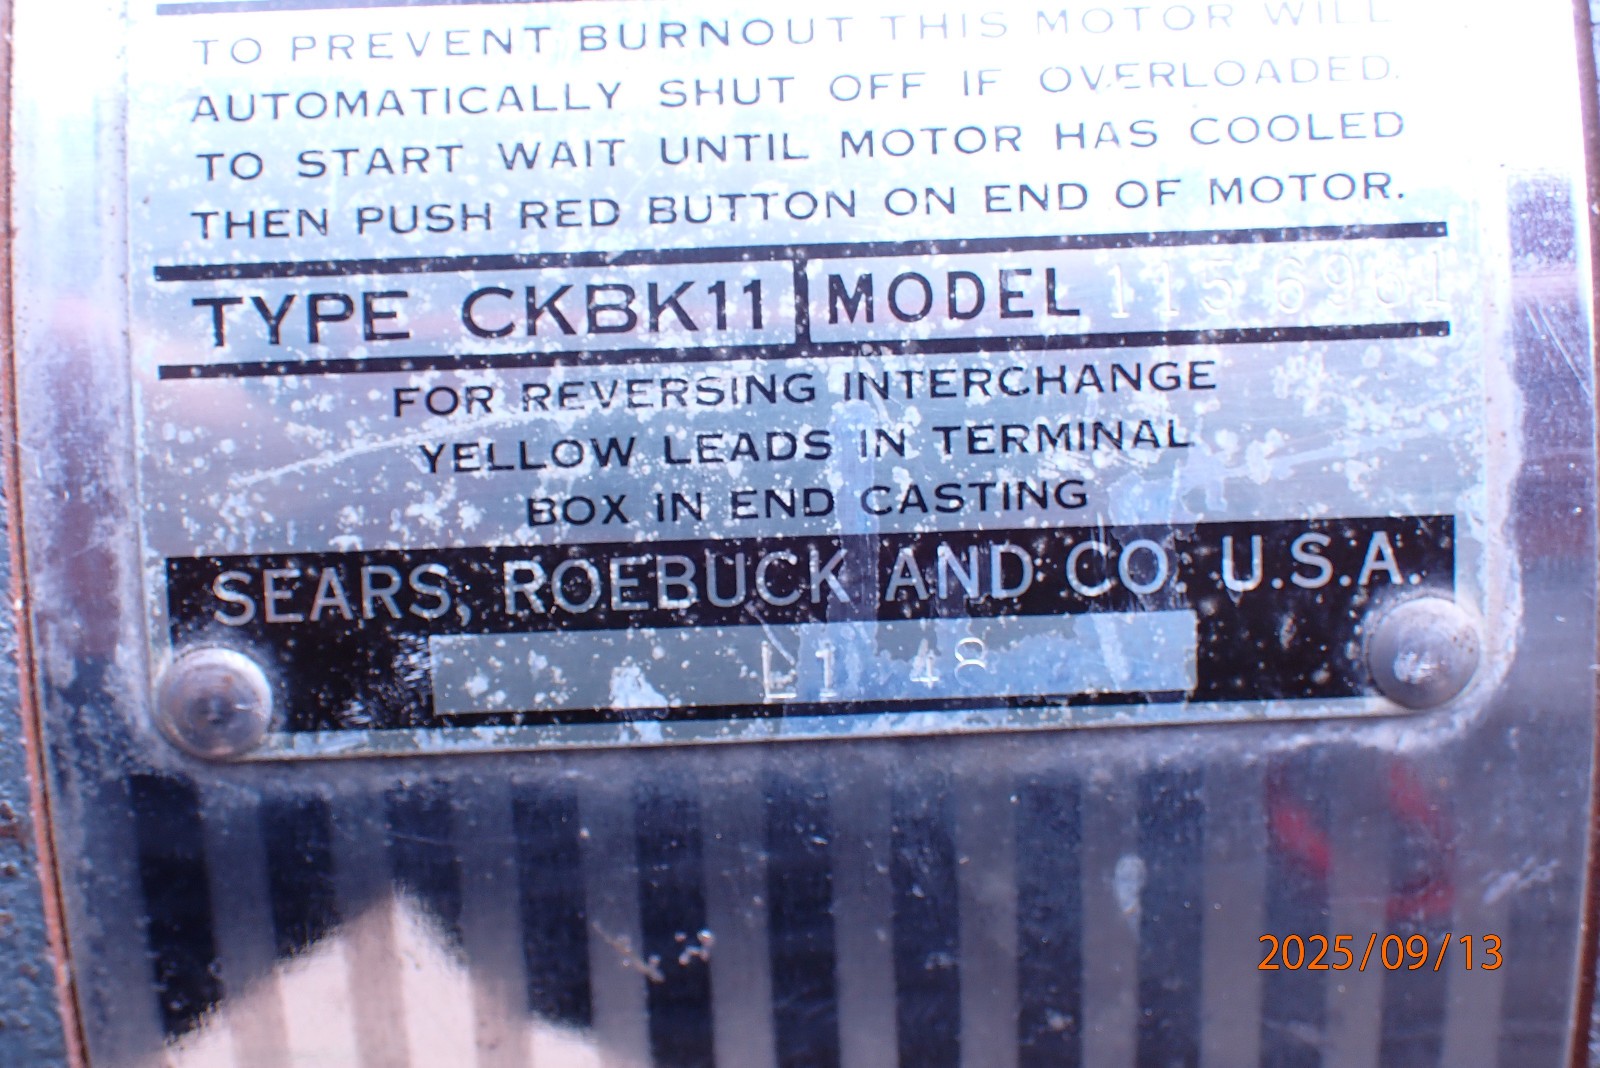 TO PREVENT BURNOUT THIS MOTOR WILL
AUTOMATICALLY SHUT OFF IF OVERLOADED.
TO START WAIT UNTIL MOTOR HAS COOLED
THEN PUSH RED BUTTON ON END OF MOTOR.
TYPE CKBK11 MODEL 115 6961
FOR REVERSING INTERCHANGE
YELLOW LEADS IN TERMINAL
BOX IN END CASTING
SEARS, ROEBUCK AND CO. U.S.A.
L1 48
2025/09/13